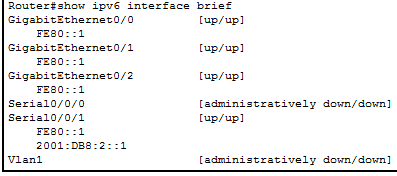 Router#show ipv6 interface brief
GigabitEthernet0/0 [up/up]
FE80::1
GigabitEthernet0/1 [up/up]
FE80::1
GigabitEthernet0/2 [up/up]
FE80::1
Serial0/0/0 [administratively down/down]
Serial0/0/1 [up/up]
FE80::1
2001:DB8:2::1
Vlan1 [administratively down/down]